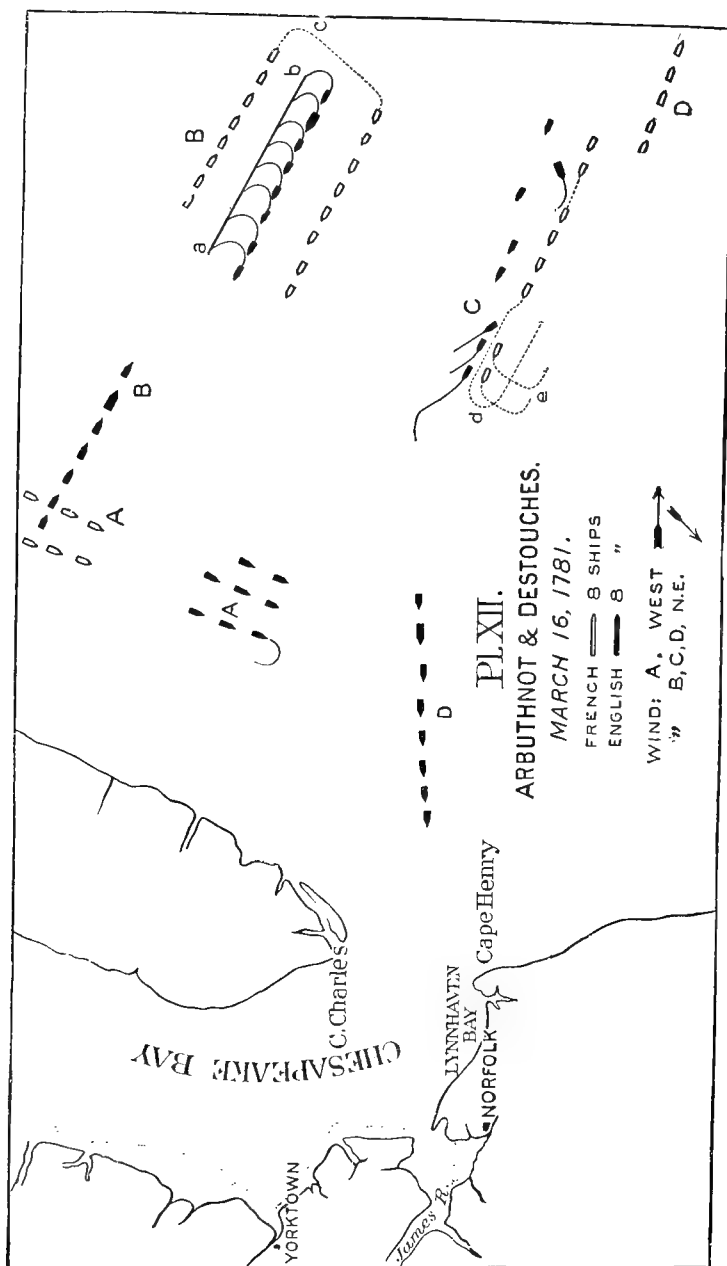 PL.XII.
ARBUTHNOT & DESTOUCHES.
MARCH 16, 1781.
FRENCH 8 SHIPS
ENGLISH 8 "
WIND; A, WEST
" B, C, D, N.E.
CHESAPEAKE BAY
C. Charles
LYNNHAVEN
BAY
Cape Henry
NORFOLK
YORKTOWN
James R.
A
A
B
B
a
b
c
C
d
e
D
D